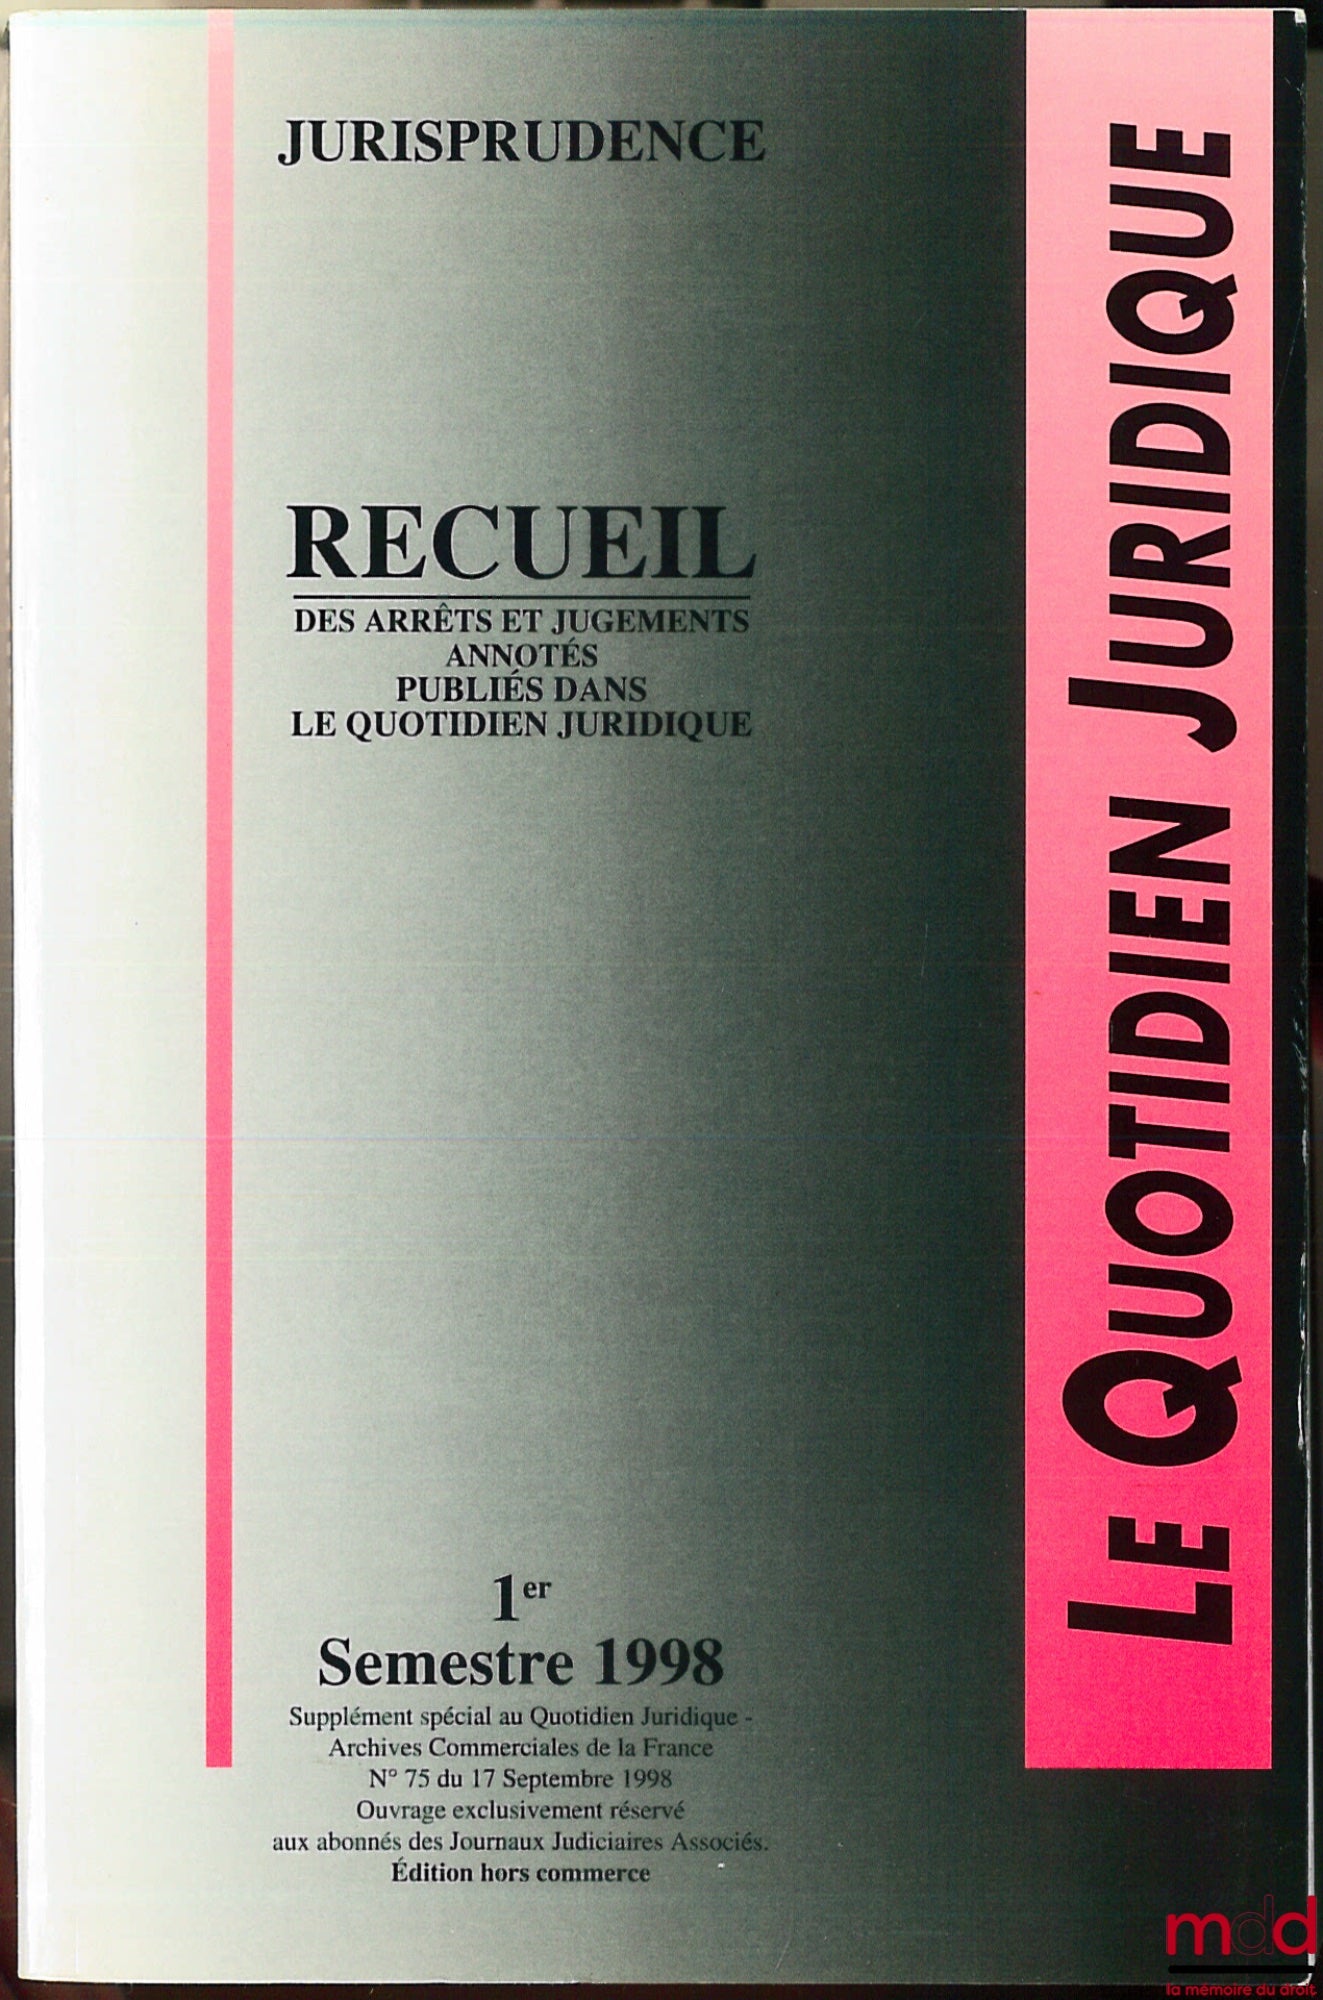 JURISPRUDENCE
RECUEIL
DES ARRÊTS ET JUGEMENTS
ANNOTÉS
PUBLIÉS DANS
LE QUOTIDIEN JURIDIQUE
1er
Semestre 1998
Supplément spécial au Quotidien Juridique -
Archives Commerciales de la France
N° 75 du 17 Septembre 1998
Ouvrage exclusivement réservé
aux abonnés des Journaux Judiciaires Associés.
Édition hors commerce
LE QUOTIDIEN JURIDIQUE
mdd
la mémoire du droit